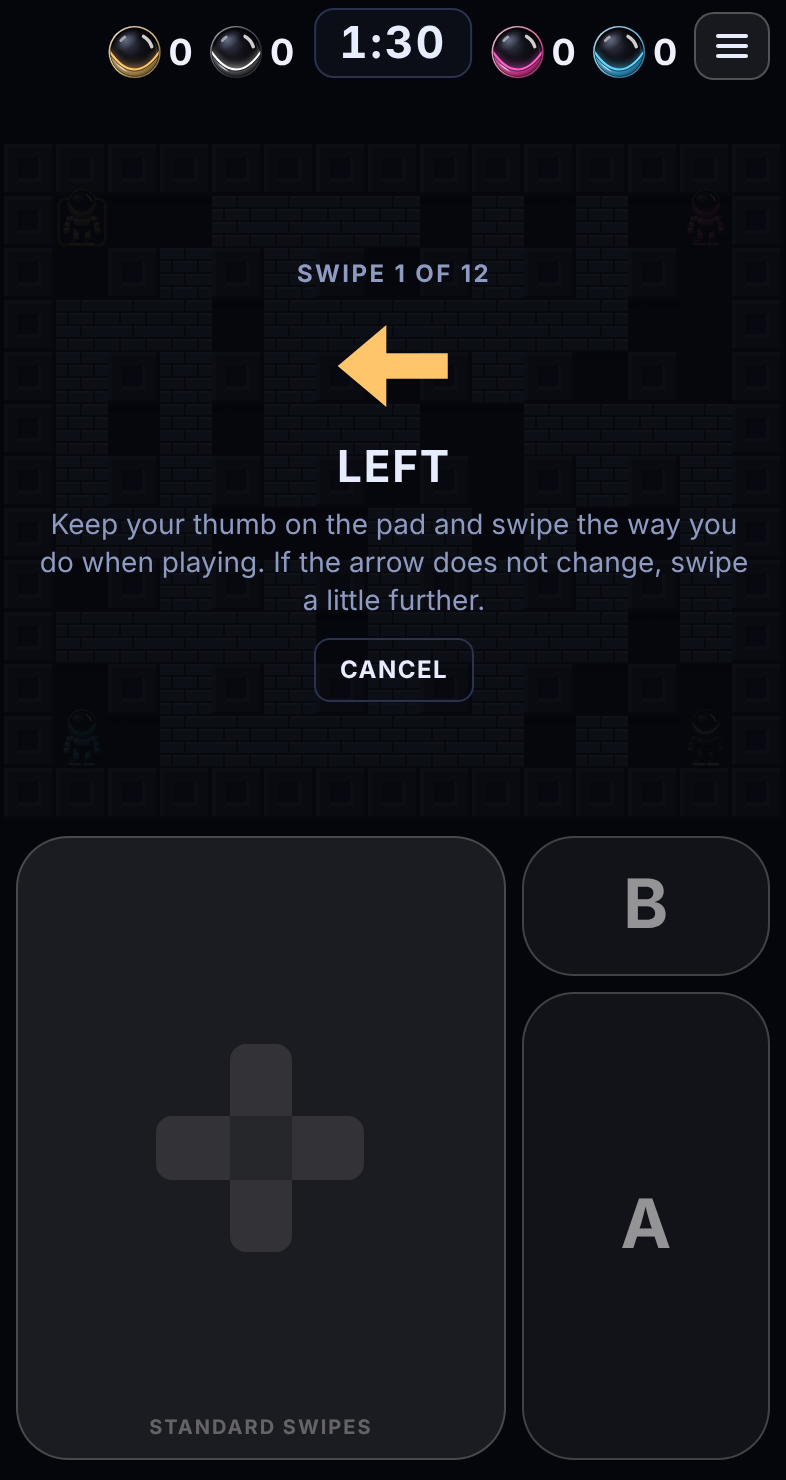 0 0 1:30 0 0
SWIPE 1 OF 12
LEFT
Keep your thumb on the pad and swipe the way you
do when playing. If the arrow does not change, swipe
a little further.
CANCEL
B
A
STANDARD SWIPES